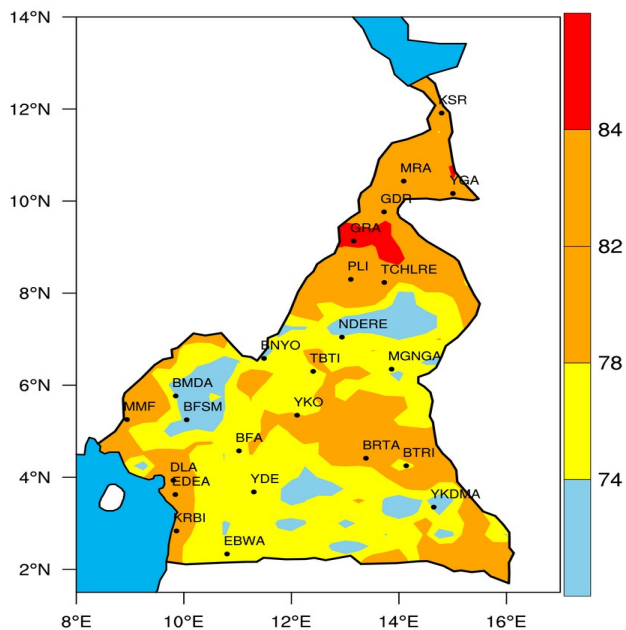 14°N
12°N
10°N
8°N
6°N
4°N
2°N
8°E
10°E
12°E
14°E
16°E
84
82
78
74
KSR
MRA
YGA
GDR
GRA
PLI
TCHLRE
NDERE
BNYO
TBTI
MGNGA
BMDA
MMF
BFSM
YKO
BFA
BRTA
BTRI
DLA
EDEA
YDE
YKDMA
KRBI
EBWA